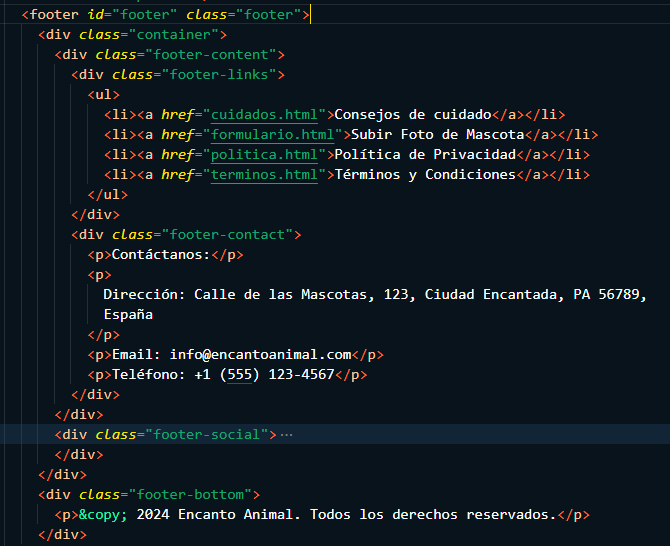 <footer id="footer" class="footer">
<div class="container">
<div class="footer-content">
<div class="footer-links">
<ul>
<li><a href="cuidados.html">Consejos de cuidado</a></li>
<li><a href="formulario.html">Subir Foto de Mascota</a></li>
<li><a href="politica.html">Política de Privacidad</a></li>
<li><a href="terminos.html">Términos y Condiciones</a></li>
</ul>
</div>
<div class="footer-contact">
<p>Contáctanos:</p>
<p>
Dirección: Calle de las Mascotas, 123, Ciudad Encantada, PA 56789,
España
</p>
<p>Email: info@encantoanimal.com</p>
<p>Teléfono: +1 (555) 123-4567</p>
</div>
</div>
<div class="footer-social">···
</div>
</div>
<div class="footer-bottom">
<p>&copy; 2024 Encanto Animal. Todos los derechos reservados.</p>
</div>